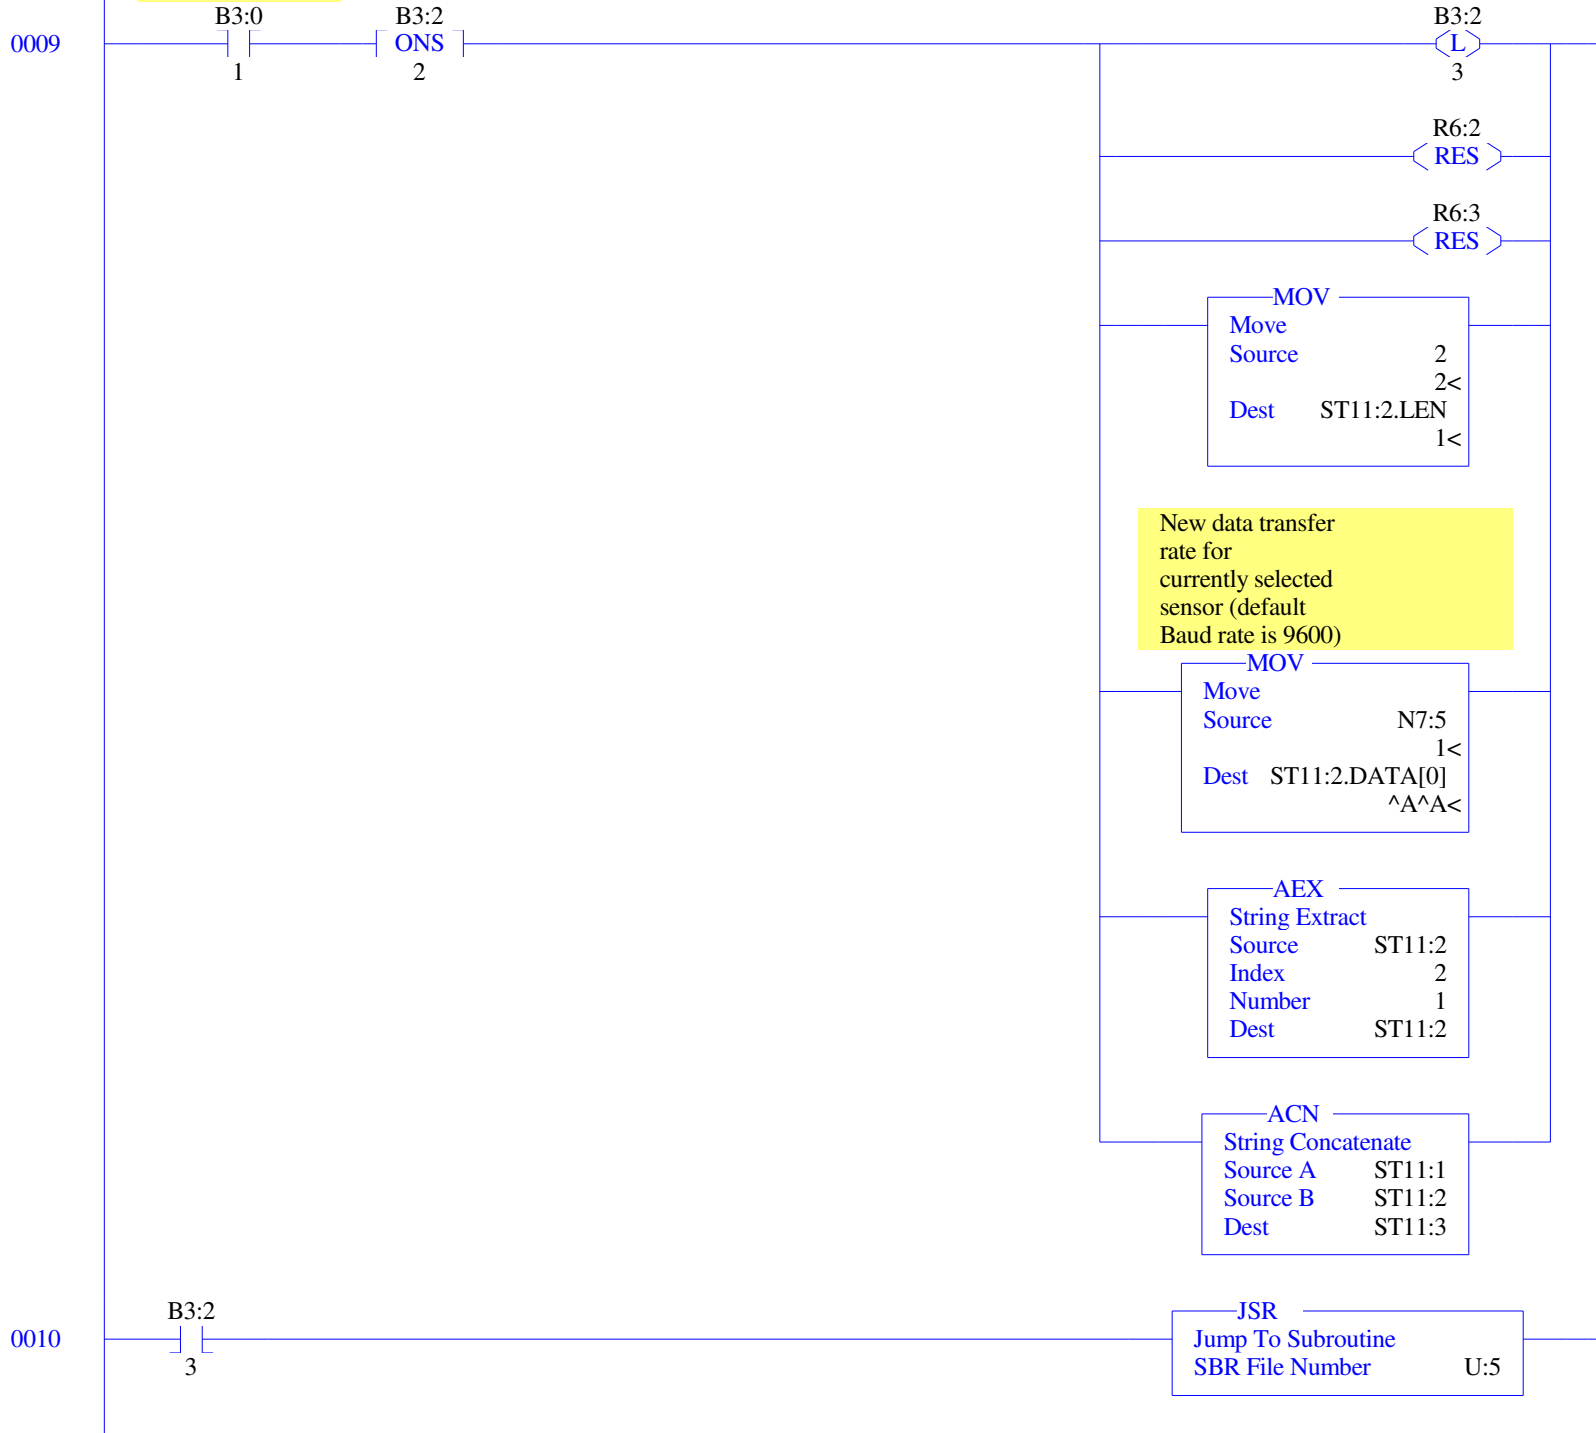 B3:0 B3:2 B3:2
0009 ONS L
1 2 3
R6:2
RES
R6:3
RES
MOV
Move
Source 2
2<
Dest ST11:2.LEN
1<
New data transfer
rate for
currently selected
sensor (default
Baud rate is 9600)
MOV
Move
Source N7:5
1<
Dest ST11:2.DATA[0]
^A^A<
AEX
String Extract
Source ST11:2
Index 2
Number 1
Dest ST11:2
ACN
String Concatenate
Source A ST11:1
Source B ST11:2
Dest ST11:3
B3:2 JSR
0010 Jump To Subroutine
3 SBR File Number U:5